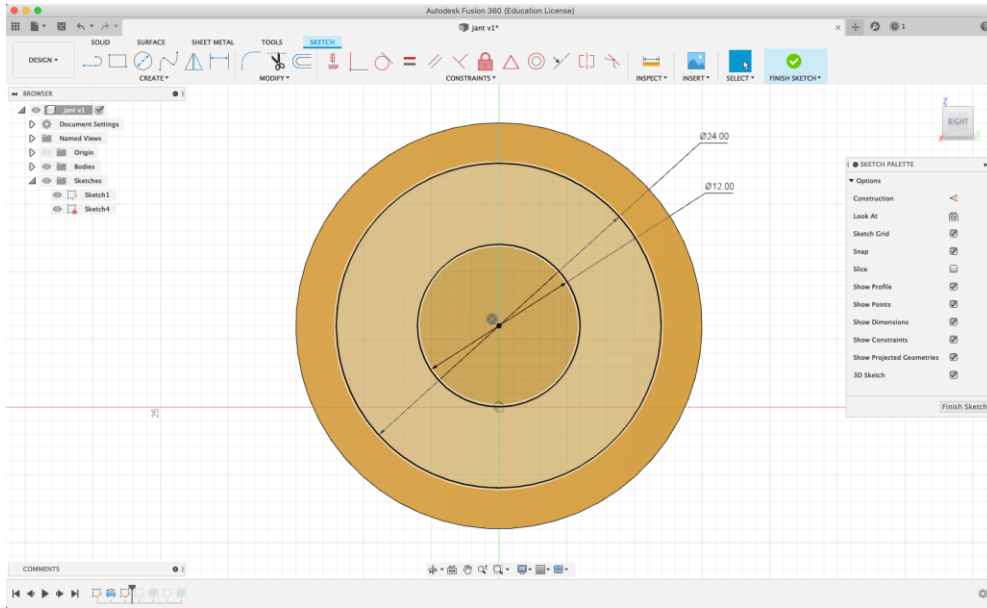 Autodesk Fusion 360 (Education License)
jant v1*
1
SOLID SURFACE SHEET METAL TOOLS SKETCH
DESIGN
CREATE MODIFY CONSTRAINTS INSPECT INSERT SELECT FINISH SKETCH
BROWSER
jant v1
Document Settings
Named Views
Origin
Bodies
Sketches
Sketch1
Sketch4
Z
RIGHT
Ø24.00
Ø12.00
25
SKETCH PALETTE
Options
Construction
Look At
Sketch Grid
Snap
Slice
Show Profile
Show Points
Show Dimensions
Show Constraints
Show Projected Geometries
3D Sketch
Finish Sketch
COMMENTS